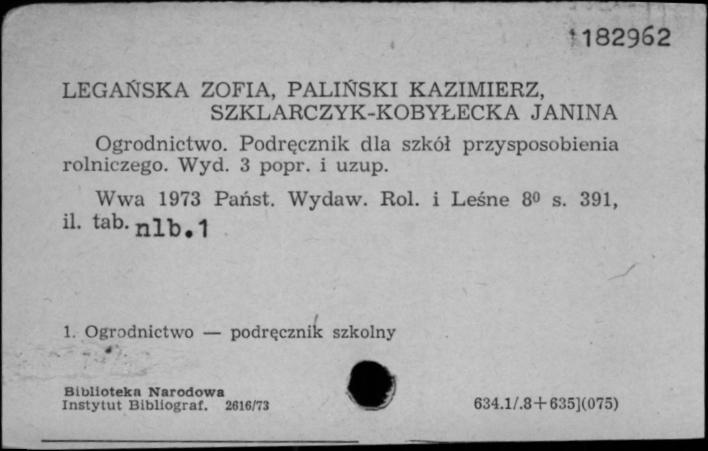 182962
LEGAŃSKA ZOFIA, PALIŃSKI KAZIMIERZ,
SZKLARCZYK-KOBYŁECKA JANINA
Ogrodnictwo. Podręcznik dla szkół przysposobienia
rolniczego. Wyd. 3 popr. i uzup.
Wwa 1973 Państ. Wydaw. Rol. i Leśne 8⁰ s. 391,
il. tab. nlb.1
1. Ogrodnictwo — podręcznik szkolny
Biblioteka Narodowa
Instytut Bibliograf. 2616/73
634.1/.8+635](075)